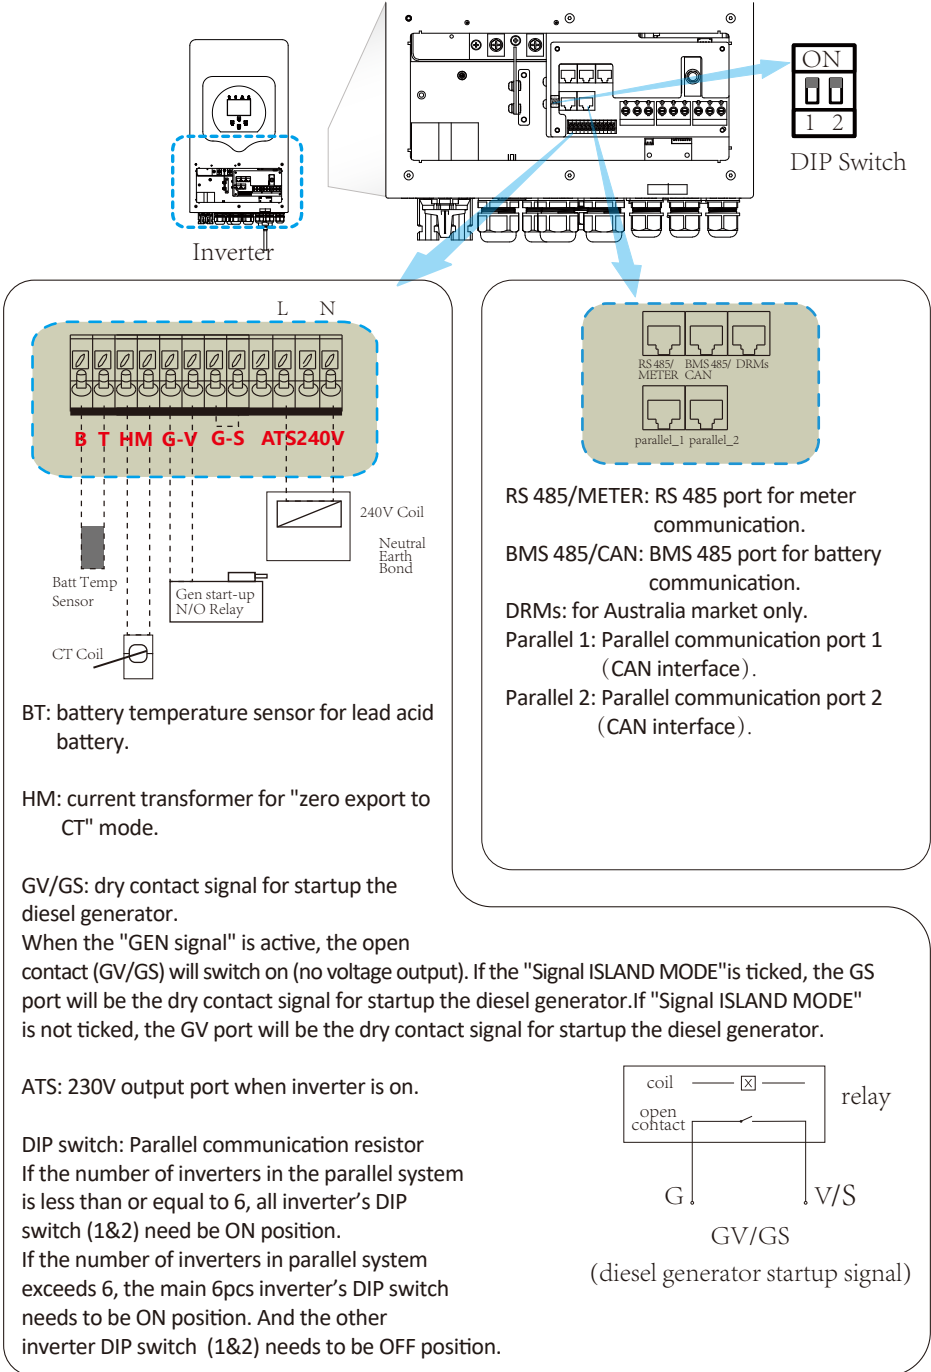 ON
1 2
DIP Switch
Inverter
L N
B T HM G-V G-S ATS240V
240V Coil
Neutral
Earth
Bond
Batt Temp
Sensor
Gen start-up
N/O Relay
CT Coil
RS485/
METER
BMS485/
CAN
DRMs
parallel_1 parallel_2
RS 485/METER: RS 485 port for meter
communication.
BMS 485/CAN: BMS 485 port for battery
communication.
DRMs: for Australia market only.
Parallel 1: Parallel communication port 1
（CAN interface）.
Parallel 2: Parallel communication port 2
（CAN interface）.
BT: battery temperature sensor for lead acid
battery.
HM: current transformer for "zero export to
CT" mode.
GV/GS: dry contact signal for startup the
diesel generator.
When the "GEN signal" is active, the open
contact (GV/GS) will switch on (no voltage output). If the "Signal ISLAND MODE"is ticked, the GS
port will be the dry contact signal for startup the diesel generator.If "Signal ISLAND MODE"
is not ticked, the GV port will be the dry contact signal for startup the diesel generator.
ATS: 230V output port when inverter is on.
DIP switch: Parallel communication resistor
If the number of inverters in the parallel system
is less than or equal to 6, all inverter’s DIP
switch (1&2) need be ON position.
If the number of inverters in parallel system
exceeds 6, the main 6pcs inverter’s DIP switch
needs to be ON position. And the other
inverter DIP switch (1&2) needs to be OFF position.
coil
open
contact
relay
G V/S
GV/GS
(diesel generator startup signal)